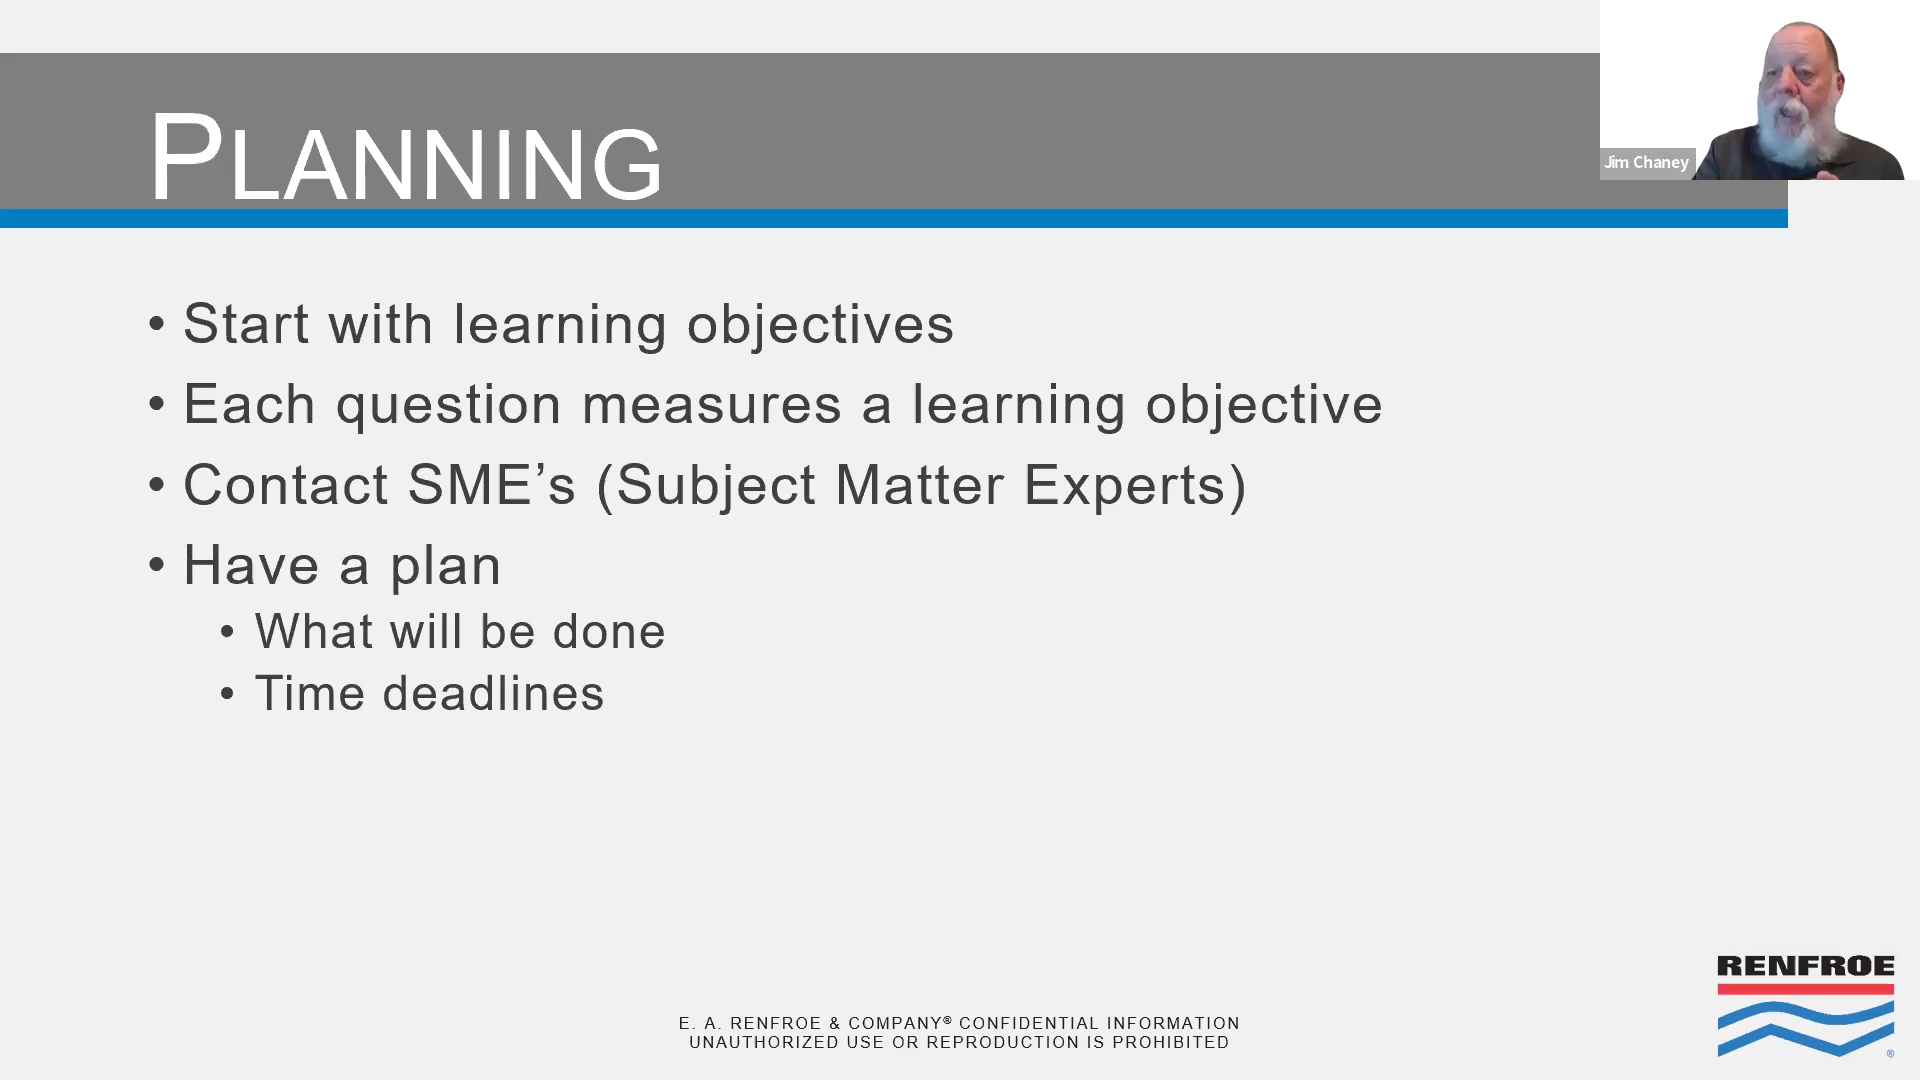 PLANNING
Jim Chaney
• Start with learning objectives
• Each question measures a learning objective
• Contact SME’s (Subject Matter Experts)
• Have a plan
• What will be done
• Time deadlines
RENFROE
®
E. A. RENFROE & COMPANY® CONFIDENTIAL INFORMATION
UNAUTHORIZED USE OR REPRODUCTION IS PROHIBITED